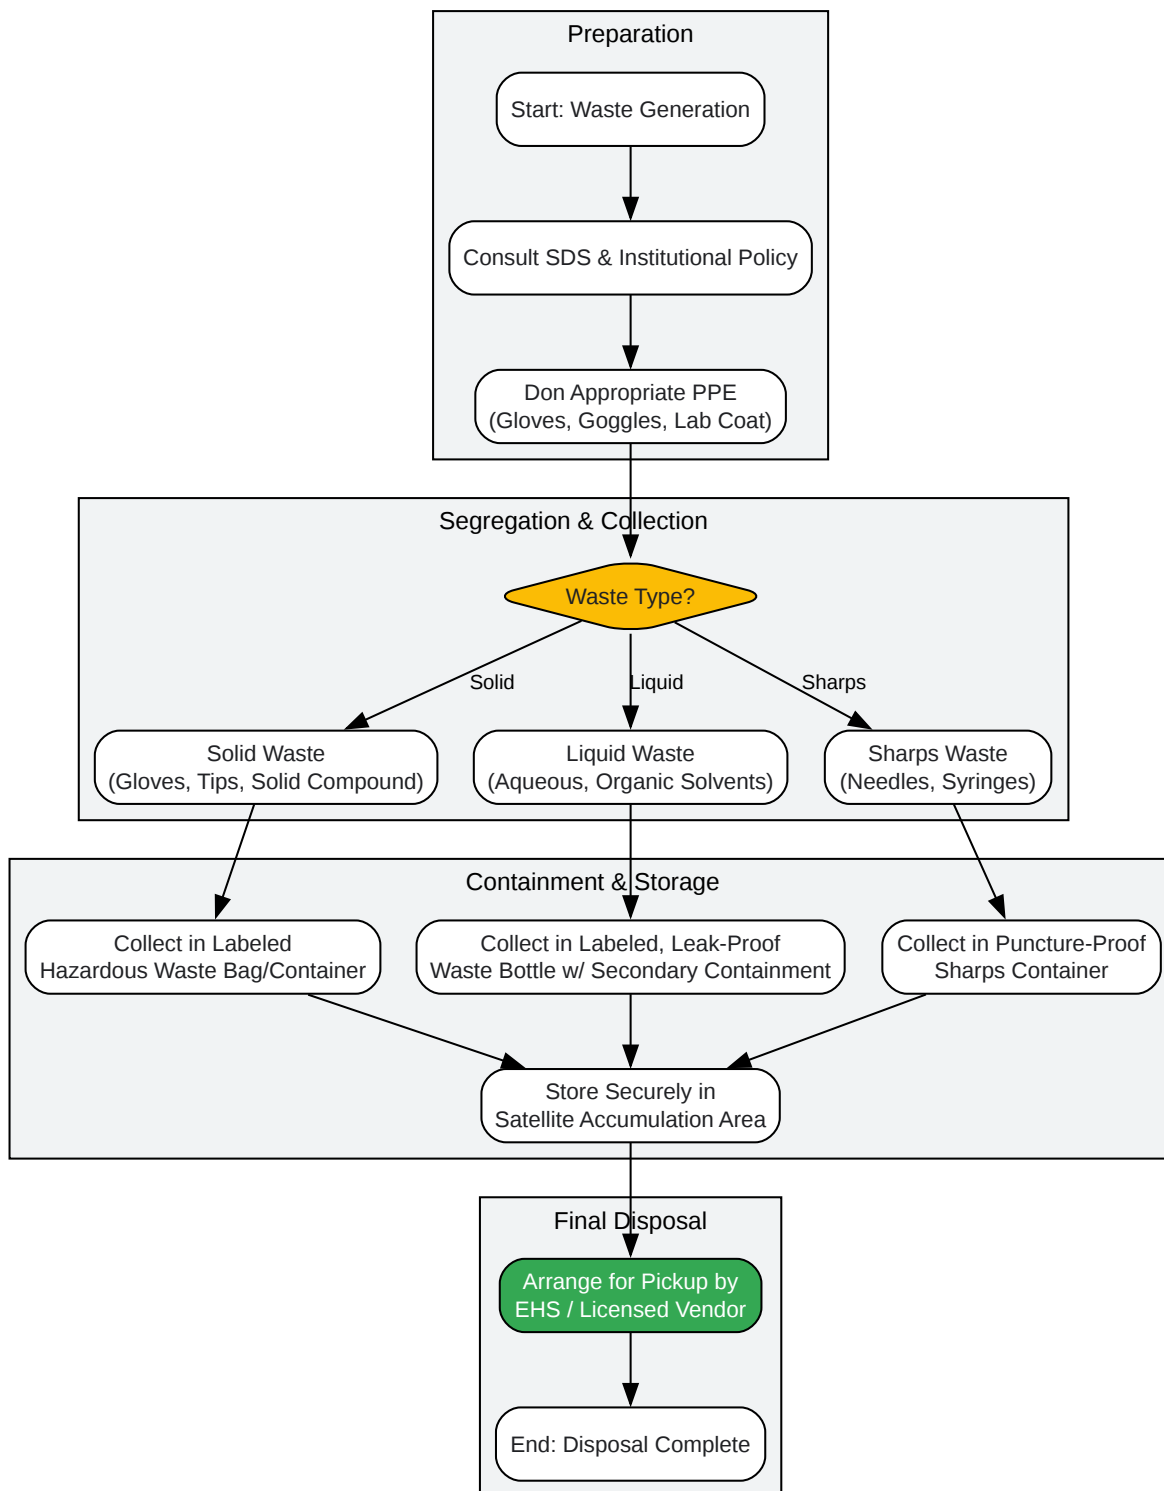 Preparation
Start: Waste Generation
Consult SDS & Institutional Policy
Don Appropriate PPE
(Gloves, Goggles, Lab Coat)
Segregation & Collection
Waste Type?
Solid
Liquid
Sharps
Solid Waste
(Gloves, Tips, Solid Compound)
Liquid Waste
(Aqueous, Organic Solvents)
Sharps Waste
(Needles, Syringes)
Containment & Storage
Collect in Labeled
Hazardous Waste Bag/Container
Collect in Labeled, Leak-Proof
Waste Bottle w/ Secondary Containment
Collect in Puncture-Proof
Sharps Container
Store Securely in
Satellite Accumulation Area
Final Disposal
Arrange for Pickup by
EHS / Licensed Vendor
End: Disposal Complete